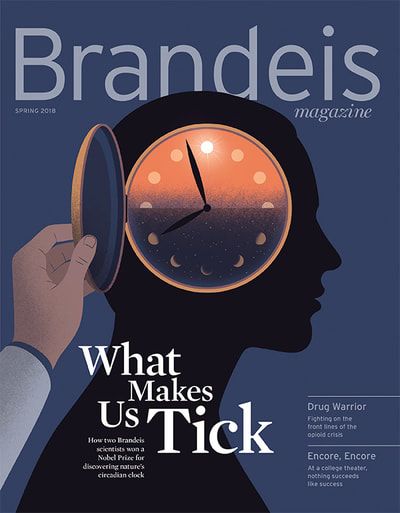 Brandeis
SPRING 2018
magazine
What
Makes
Us Tick
How two Brandeis
scientists won a
Nobel Prize for
discovering nature's
circadian clock
Drug Warrior
Fighting on the
front lines of the
opioid crisis
Encore, Encore
At a college theater,
nothing succeeds
like success